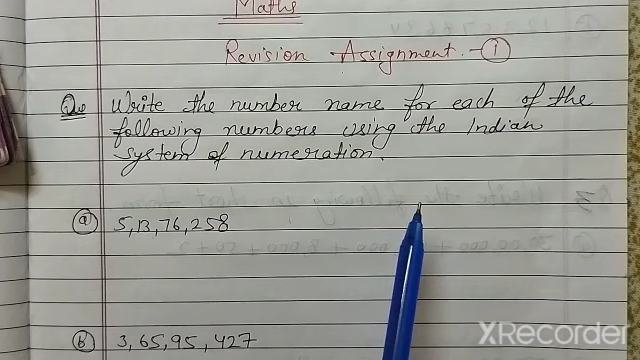 Maths
Revision Assignment - 1
Que Write the number name for each of the
following numbers using the Indian
system of numeration.
(a) 5,13,76,258
(b) 3,65,95,427
XRecorder